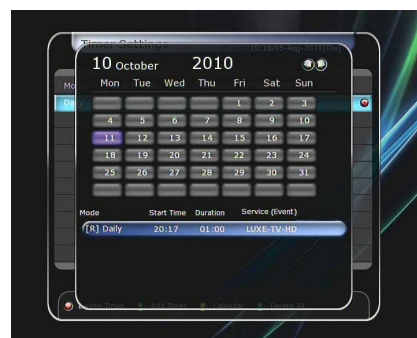 Timer Settings
10:18/05-Aug-2010[Thu]
10 October 2010
Mon Tue Wed Thu Fri Sat Sun
1 2 3
4 5 6 7 8 9 10
11 12 13 14 15 16 17
18 19 20 21 22 23 24
25 26 27 28 29 30 31
Mode Start Time Duration Service (Event)
[R] Daily 20:17 01:00 LUXE-TV-HD
Delete Timer Add Timer Calendar Delete All